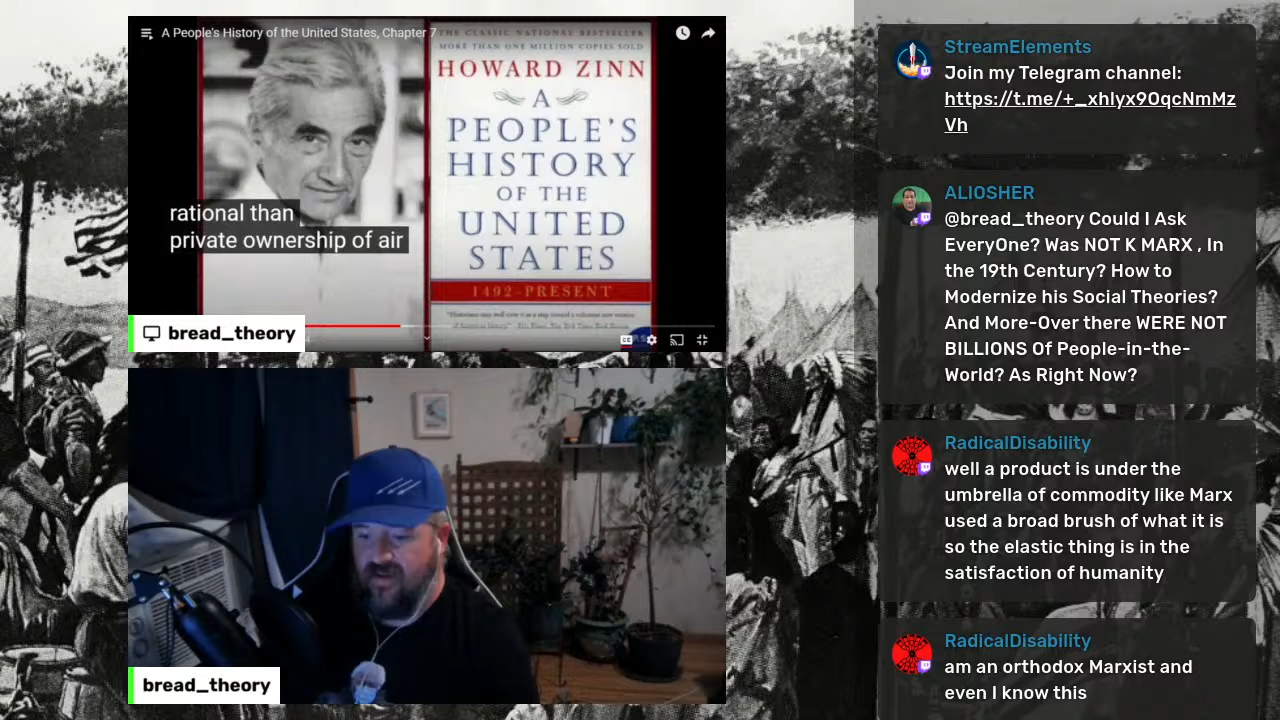 A People's History of the United States, Chapter 7
THE CLASSIC NATIONAL BESTSELLER
MORE THAN ONE MILLION COPIES SOLD
HOWARD ZINN
A
PEOPLE'S
HISTORY
OF THE
UNITED
STATES
1492–PRESENT
rational than
private ownership of air
bread_theory
bread_theory
StreamElements
Join my Telegram channel:
https://t.me/+_xhlyx9OqcNmMz
Vh
ALIOSHER
@bread_theory Could I Ask
EveryOne? Was NOT K MARX , In
the 19th Century? How to
Modernize his Social Theories?
And More-Over there WERE NOT
BILLIONS Of People-in-the-
World? As Right Now?
RadicalDisability
well a product is under the
umbrella of commodity like Marx
used a broad brush of what it is
so the elastic thing is in the
satisfaction of humanity
RadicalDisability
am an orthodox Marxist and
even I know this